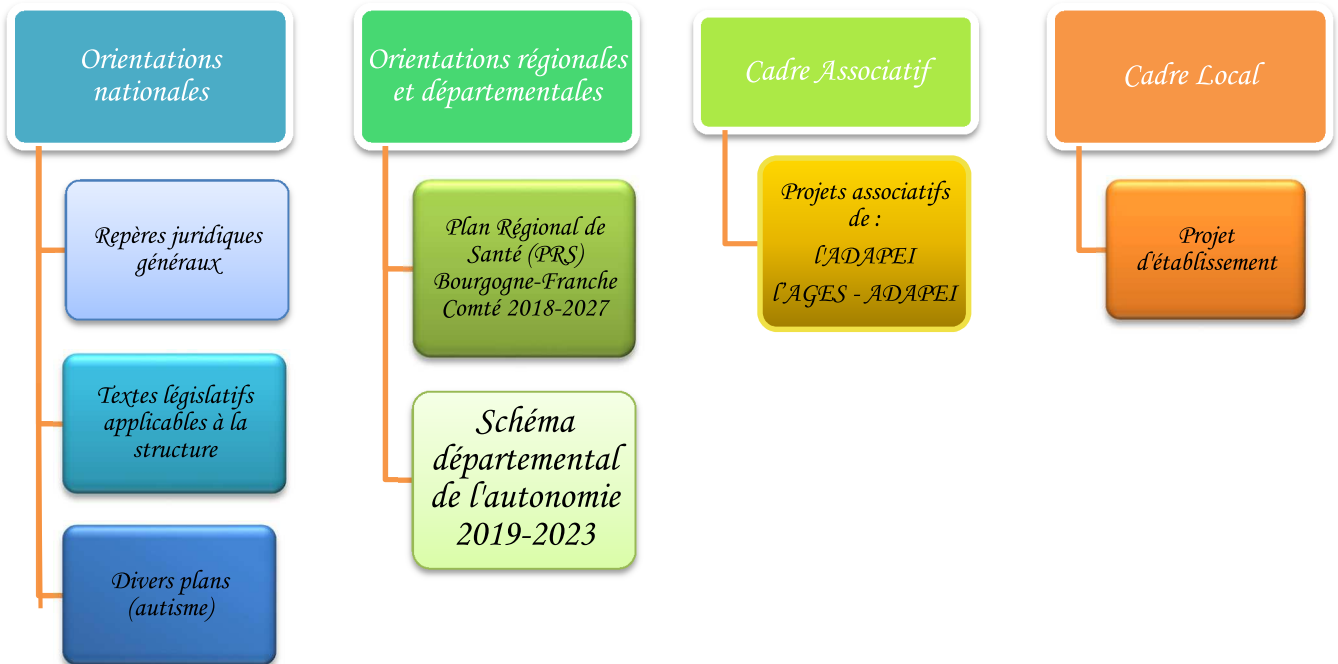 Orientations
nationales
Repères juridiques
généraux
Textes législatifs
applicables à la
structure
Divers plans
(autisme)
Orientations régionales
et départementales
Plan Régional de
Santé (PRS)
Bourgogne-Franche
Comté 2018-2027
Schéma
départemental
de l'autonomie
2019-2023
Cadre Associatif
Projets associatifs
de :
l'ADAPEI
l'AGES - ADAPEI
Cadre Local
Projet
d'établissement